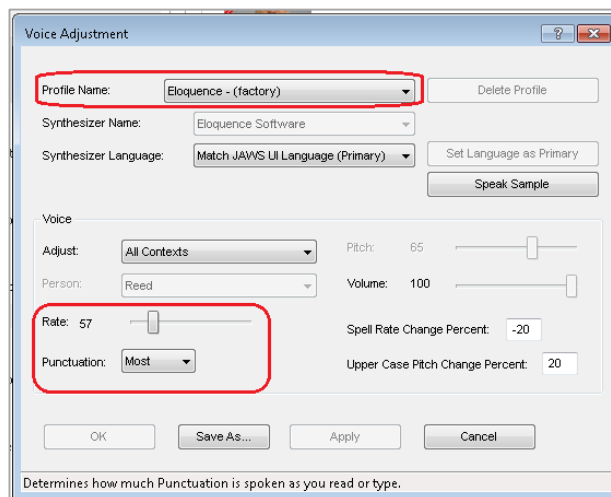 Voice Adjustment
Profile Name: Eloquence - (factory) Delete Profile
Synthesizer Name: Eloquence Software
Synthesizer Language: Match JAWS UI Language (Primary) Set Language as Primary
Speak Sample
Voice
Adjust: All Contexts Pitch: 65
Person: Reed Volume: 100
Rate: 57 Spell Rate Change Percent: -20
Punctuation: Most Upper Case Pitch Change Percent: 20
OK Save As... Apply Cancel
Determines how much Punctuation is spoken as you read or type.